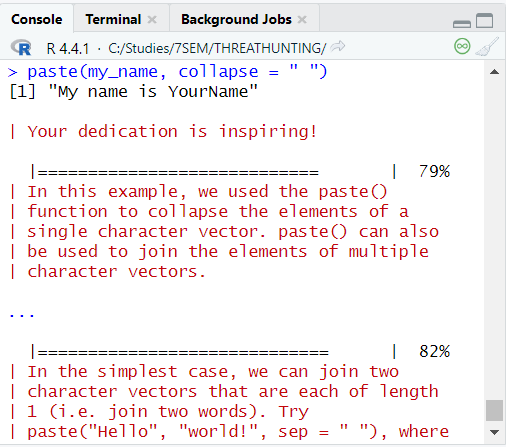 Console Terminal Background Jobs
R R 4.4.1 · C:/Studies/7SEM/THREATHUNTING/
> paste(my_name, collapse = " ")
[1] "My name is YourName"
| Your dedication is inspiring!
|============================ | 79%
| In this example, we used the paste()
| function to collapse the elements of a
| single character vector. paste() can also
| be used to join the elements of multiple
| character vectors.
...
|============================= | 82%
| In the simplest case, we can join two
| character vectors that are each of length
| 1 (i.e. join two words). Try
| paste("Hello", "world!", sep = " "), where